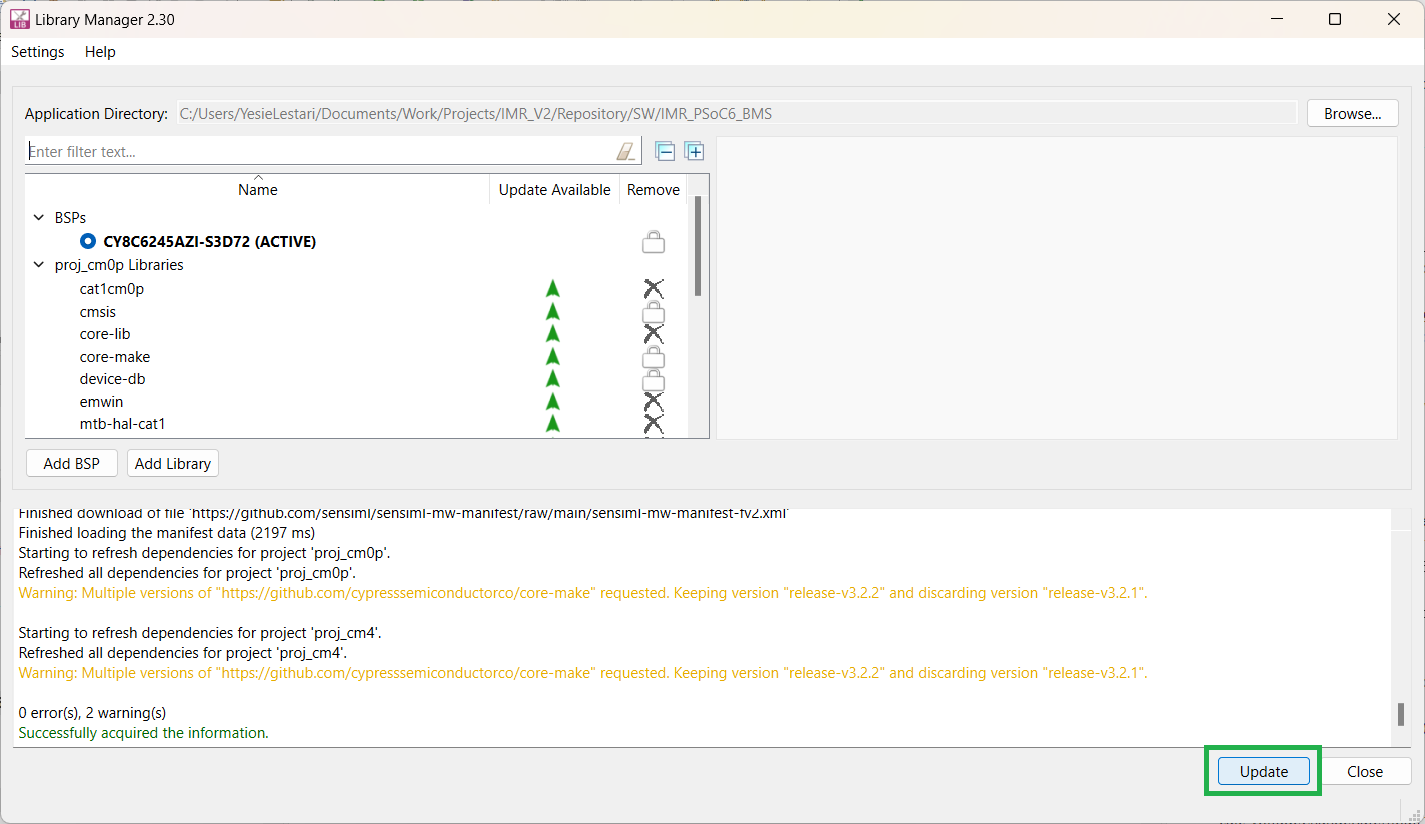 Library Manager 2.30
Settings Help
Application Directory: C:/Users/YesieLestari/Documents/Work/Projects/IMR_V2/Repository/SW/IMR_PSoC6_BMS Browse...
Enter filter text...
Name Update Available Remove
BSPs
CY8C6245AZI-S3D72 (ACTIVE)
proj_cm0p Libraries
cat1cm0p
cmsis
core-lib
core-make
device-db
emwin
mtb-hal-cat1
Add BSP Add Library
Finished download of file 'https://github.com/sensiml/sensiml-mw-manifest/raw/main/sensiml-mw-manifest-fv2.xml'
Finished loading the manifest data (2197 ms)
Starting to refresh dependencies for project 'proj_cm0p'.
Refreshed all dependencies for project 'proj_cm0p'.
Warning: Multiple versions of "https://github.com/cypresssemiconductorco/core-make" requested. Keeping version "release-v3.2.2" and discarding version "release-v3.2.1".
Starting to refresh dependencies for project 'proj_cm4'.
Refreshed all dependencies for project 'proj_cm4'.
Warning: Multiple versions of "https://github.com/cypresssemiconductorco/core-make" requested. Keeping version "release-v3.2.2" and discarding version "release-v3.2.1".
0 error(s), 2 warning(s)
Successfully acquired the information.
Update Close